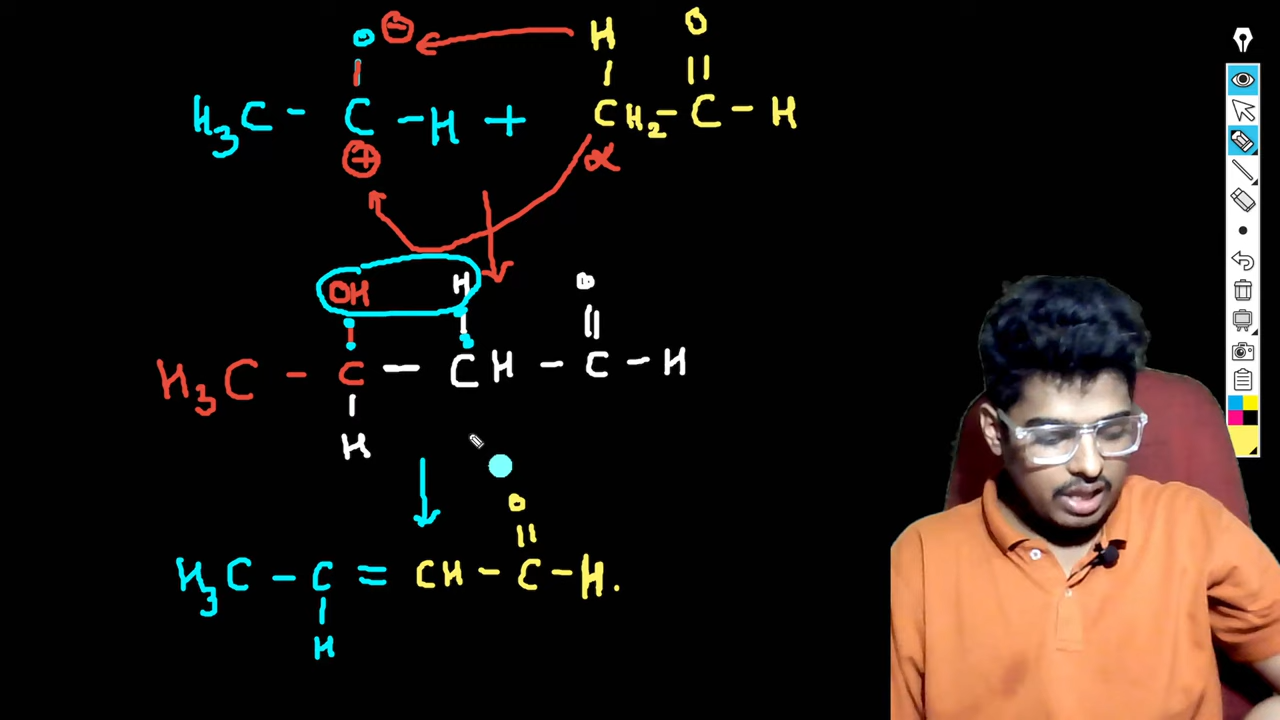 O ⊖ H O
H₃C - C - H + CH₂ - C - H
⊕ α
OH H O
H₃C - C - CH - C - H
H
O
H₃C - C = CH - C - H.
H